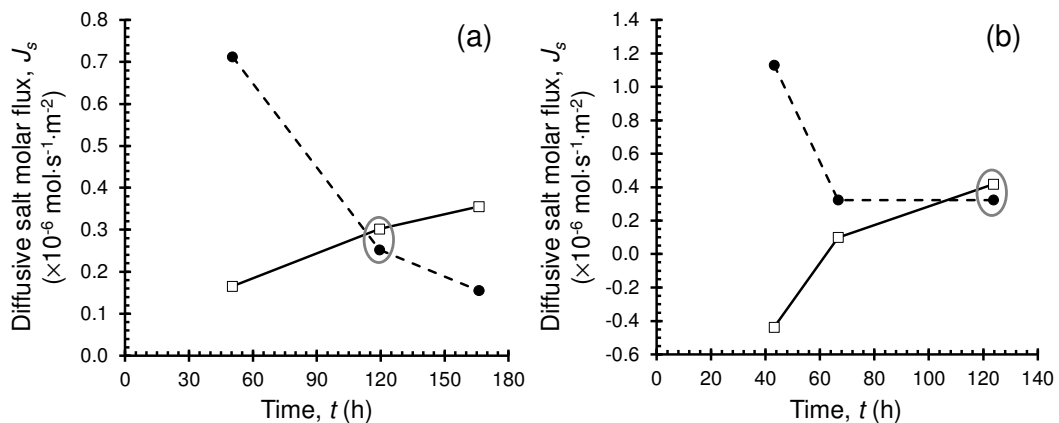 Diffusive salt molar flux, Jₛ
(×10⁻⁶ mol·s⁻¹·m⁻²)
0.8
0.7
0.6
0.5
0.4
0.3
0.2
0.1
0.0
(a)
0 30 60 90 120 150 180
Time, t (h)
Diffusive salt molar flux, Jₛ
(×10⁻⁶ mol·s⁻¹·m⁻²)
1.4
1.2
1.0
0.8
0.6
0.4
0.2
0.0
-0.2
-0.4
-0.6
(b)
0 20 40 60 80 100 120 140
Time, t (h)